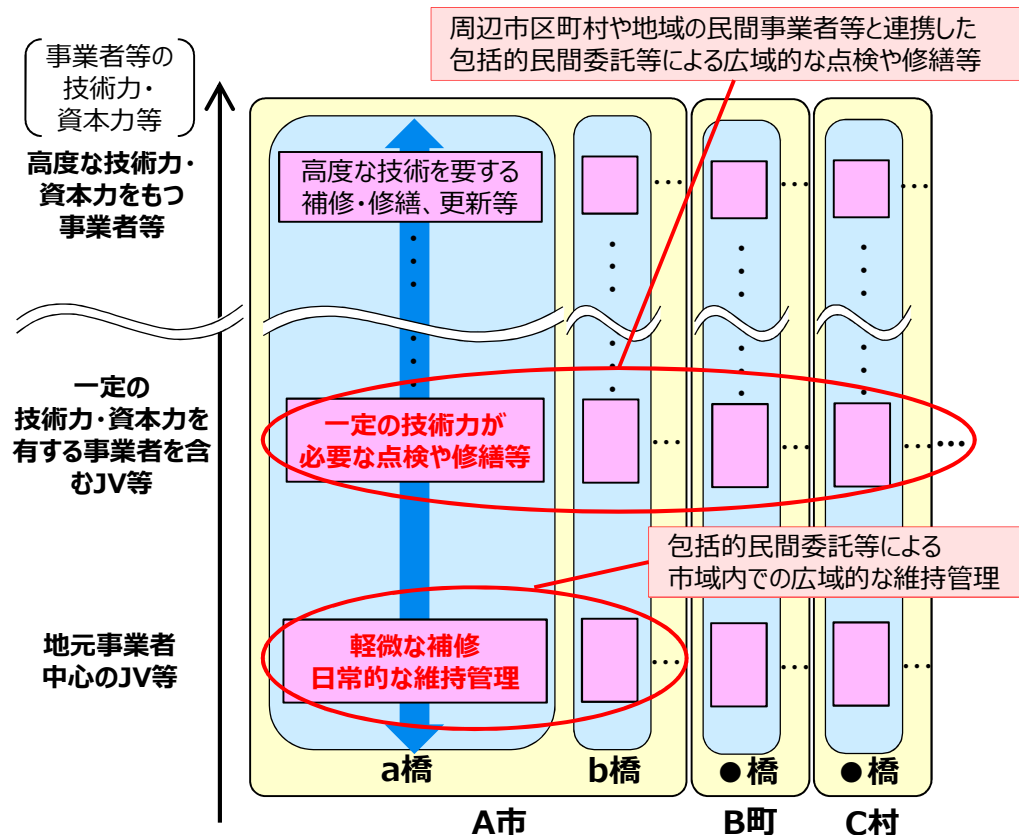 周辺市区町村や地域の民間事業者等と連携した
包括的民間委託等による広域的な点検や修繕等
事業者等の
技術力・
資本力等
高度な技術力・
資本力をもつ
事業者等
高度な技術を要する
補修・修繕、更新等
一定の
技術力・資本力を
有する事業者を含
むJV等
一定の技術力が
必要な点検や修繕等
包括的民間委託等による
市域内での広域的な維持管理
地元事業者
中心のJV等
軽微な補修
日常的な維持管理
a橋
b橋
●橋
●橋
A市
B町
C村